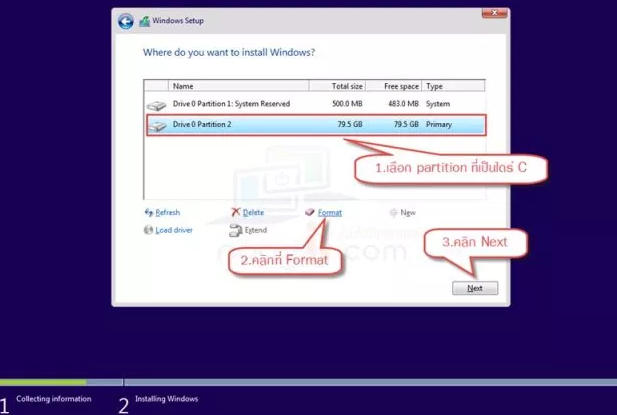 Windows Setup
Where do you want to install Windows?
Name Total size Free space Type
Drive 0 Partition 1: System Reserved 500.0 MB 483.0 MB System
Drive 0 Partition 2 79.5 GB 79.5 GB Primary
1.เลือก partition ที่เป็นไดร์ C
Refresh Delete Format New
Load driver Extend
2.คลิกที่ Format
3.คลิก Next
.com
Next
1 Collecting information 2 Installing Windows